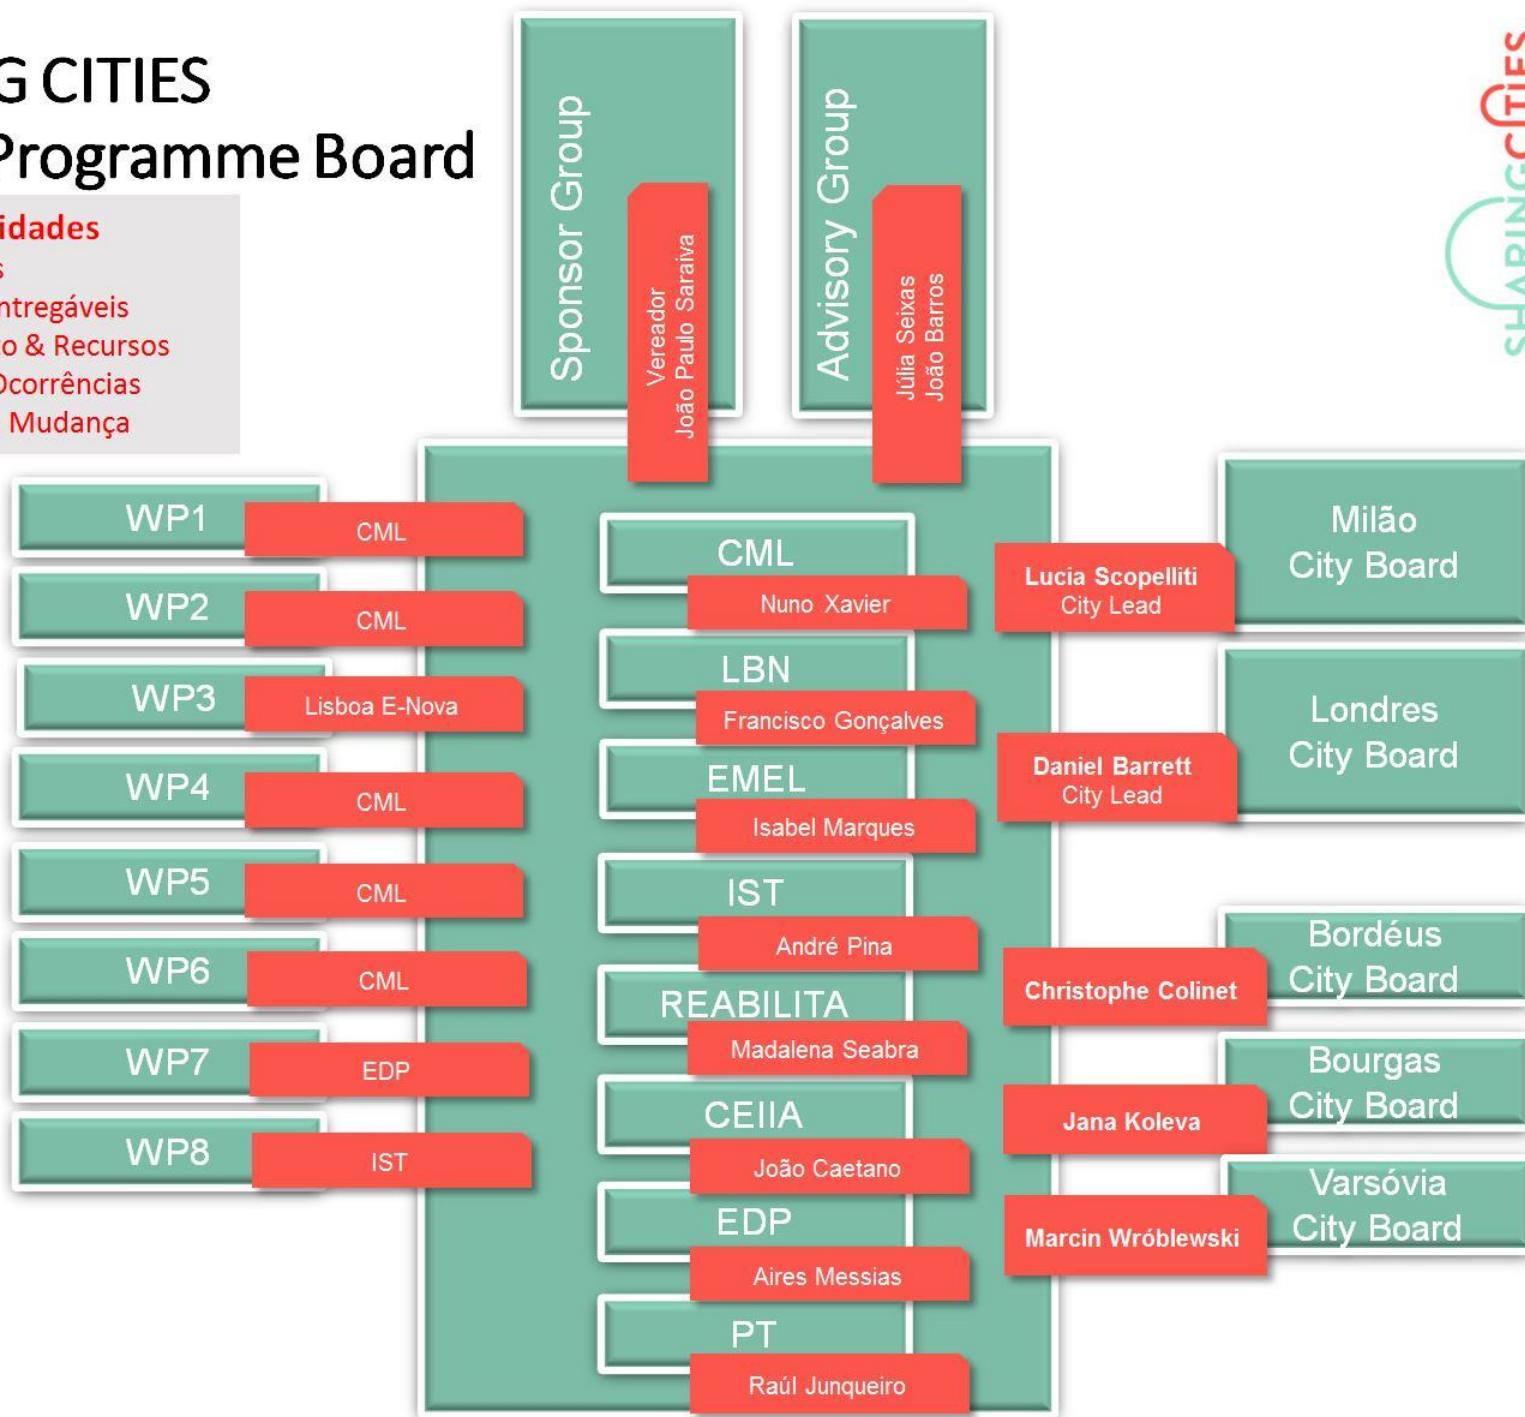 G CITIES
Programme Board
idades
s
ntregáveis
o & Recursos
Ocorrências
Mudança
Sponsor Group
Vereador
João Paulo Saraiva
Advisory Group
Júlia Seixas
João Barros
SHARINGCITIES
WP1
CML
WP2
CML
WP3
Lisboa E-Nova
WP4
CML
WP5
CML
WP6
CML
WP7
EDP
WP8
IST
CML
Nuno Xavier
LBN
Francisco Gonçalves
EMEL
Isabel Marques
IST
André Pina
REABILITA
Madalena Seabra
CEIIA
João Caetano
EDP
Aires Messias
PT
Raúl Junqueiro
Milão
City Board
Lucia Scopelliti
City Lead
Londres
City Board
Daniel Barrett
City Lead
Bordéus
City Board
Christophe Colinet
Bourgas
City Board
Jana Koleva
Varsóvia
City Board
Marcin Wróblewski